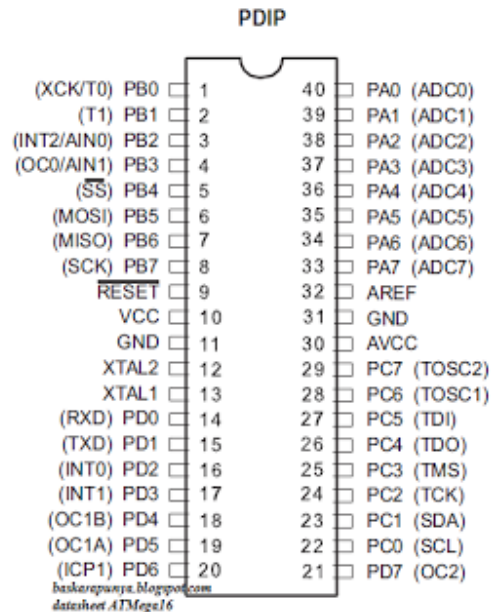 PDIP
(XCK/T0) PB0 1 40 PA0 (ADC0)
(T1) PB1 2 39 PA1 (ADC1)
(INT2/AIN0) PB2 3 38 PA2 (ADC2)
(OC0/AIN1) PB3 4 37 PA3 (ADC3)
(SS) PB4 5 36 PA4 (ADC4)
(MOSI) PB5 6 35 PA5 (ADC5)
(MISO) PB6 7 34 PA6 (ADC6)
(SCK) PB7 8 33 PA7 (ADC7)
RESET 9 32 AREF
VCC 10 31 GND
GND 11 30 AVCC
XTAL2 12 29 PC7 (TOSC2)
XTAL1 13 28 PC6 (TOSC1)
(RXD) PD0 14 27 PC5 (TDI)
(TXD) PD1 15 26 PC4 (TDO)
(INT0) PD2 16 25 PC3 (TMS)
(INT1) PD3 17 24 PC2 (TCK)
(OC1B) PD4 18 23 PC1 (SDA)
(OC1A) PD5 19 22 PC0 (SCL)
(ICP1) PD6 20 21 PD7 (OC2)
baskarapunya.blogspot.com
datasheet ATMega16